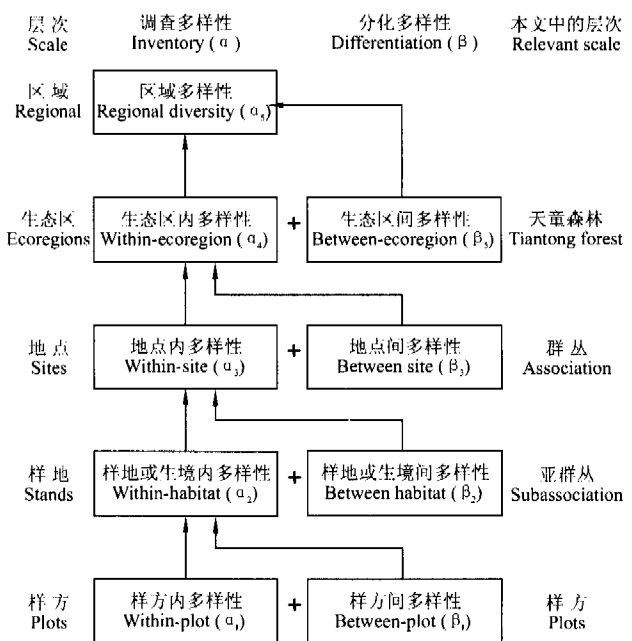 层次 调查多样性 分化多样性 本文中的层次
Scale Inventory (α) Differentiation (β) Relevant scale
区域 区域多样性
Regional Regional diversity (α₅)
生态区 生态区内多样性 + 生态区间多样性 天童森林
Ecoregions Within-ecoregion (α₄) Between-ecoregion (β₅) Tiantong forest
地点 地点内多样性 + 地点间多样性 群丛
Sites Within-site (α₃) Between site (β₃) Association
样地 样地或生境内多样性 + 样地或生境间多样性 亚群丛
Stands Within-habitat (α₂) Between habitat (β₂) Subassociation
样方 样方内多样性 + 样方间多样性 样方
Plots Within-plot (α₁) Between-plot (β₁) Plots